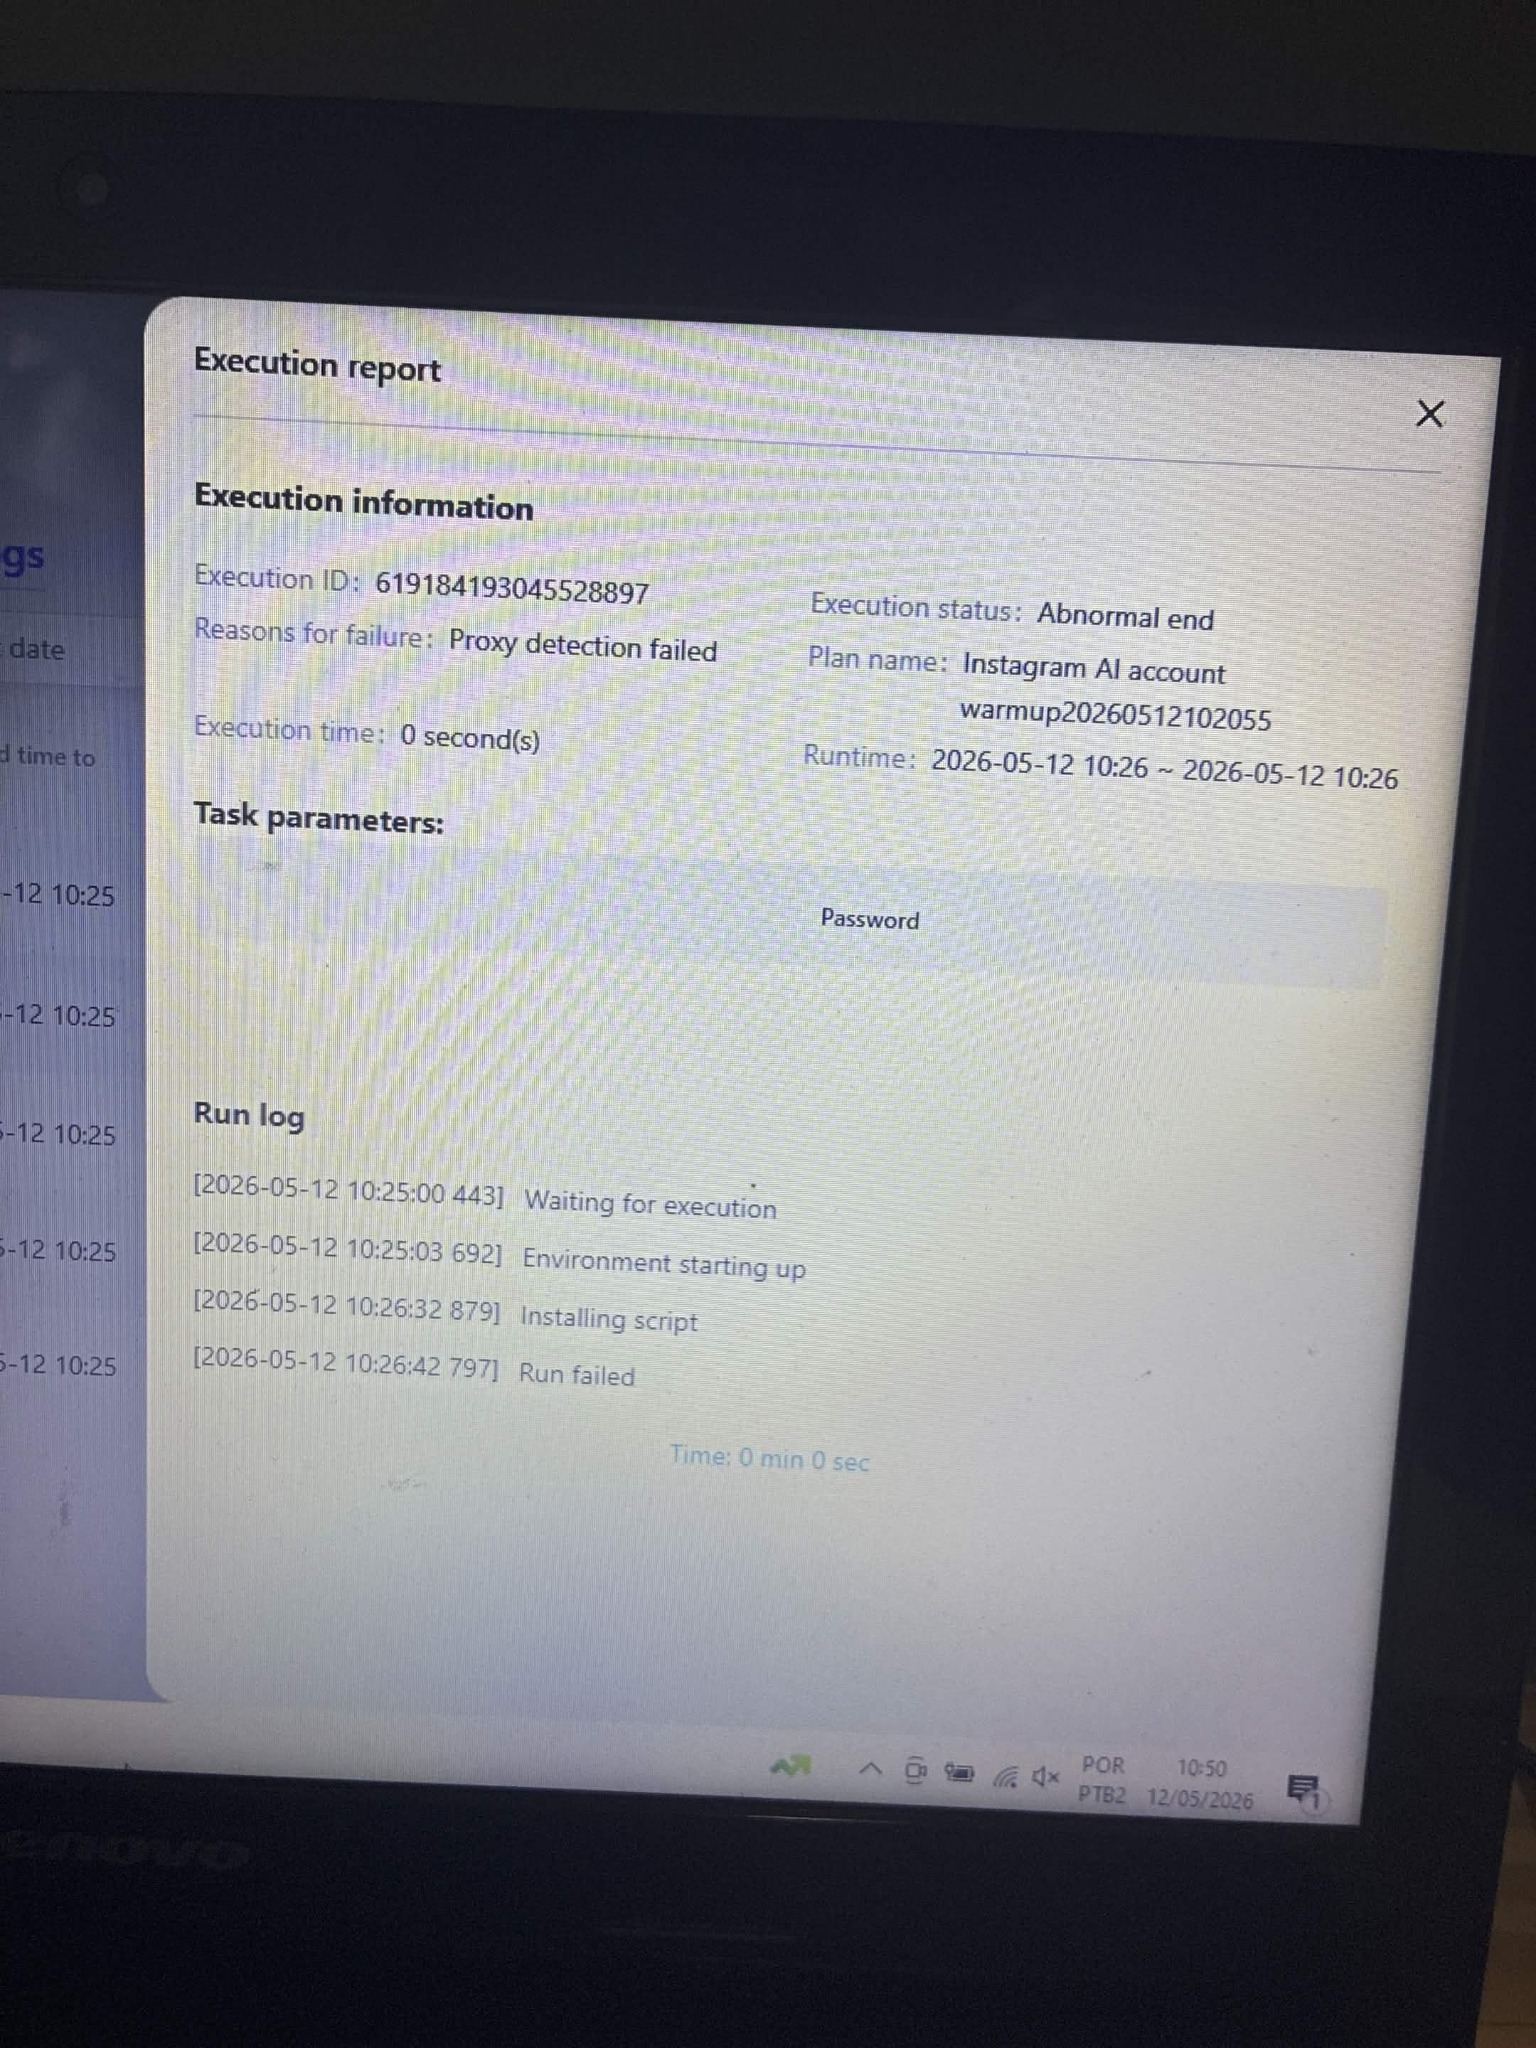 Execution report
Execution information
gs
Execution ID: 619184193045528897
Execution status: Abnormal end
Reasons for failure: Proxy detection failed
Plan name: Instagram AI account
warmup20260512102055
date
Execution time: 0 second(s)
Runtime: 2026-05-12 10:26 ~ 2026-05-12 10:26
d time to
Task parameters:
-12 10:25
Password
-12 10:25
Run log
5-12 10:25
[2026-05-12 10:25:00 443] Waiting for execution
[2026-05-12 10:25:03 692] Environment starting up
5-12 10:25
[2026-05-12 10:26:32 879] Installing script
[2026-05-12 10:26:42 797] Run failed
5-12 10:25
Time: 0 min 0 sec
POR 10:50
PTB2 12/05/2026
1
enovo